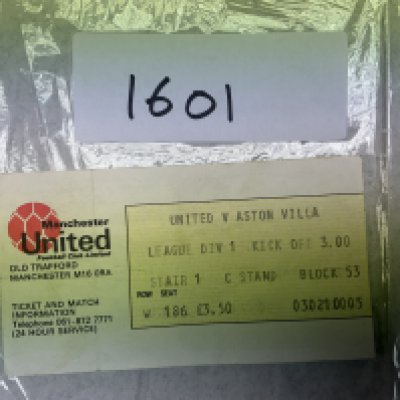 1601
Manchester
United
Football Club Limited
OLD TRAFFORD
MANCHESTER M16 0RA
TICKET AND MATCH
INFORMATION
Telephone 061-872 7771
(24 HOUR SERVICE)
UNITED V ASTON VILLA
LEAGUE DIV 1 KICK OFF 3.00
STAIR 1 C STAND BLOCK 53
ROW SEAT
W 186 £3.50 030210005